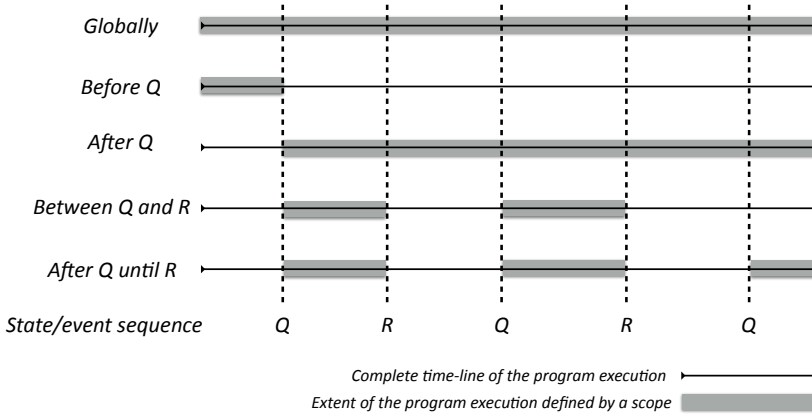 Globally
Before Q
After Q
Between Q and R
After Q until R
State/event sequence Q R Q R Q
Complete time-line of the program execution
Extent of the program execution defined by a scope